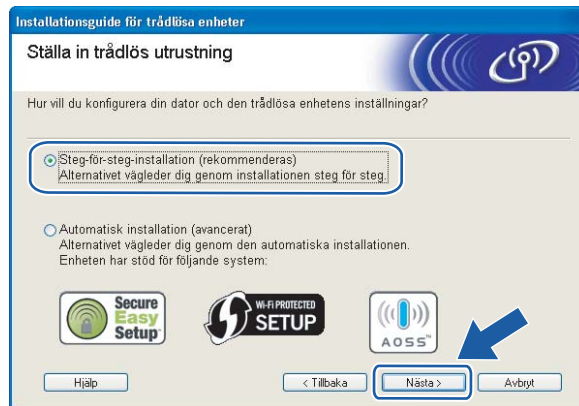 Installationsguide för trådlösa enheter
Ställa in trådlös utrustning
Hur vill du konfigurera din dator och den trådlösa enhetens inställningar?
Steg-för-steg-installation (rekommenderas)
Alternativet vägleder dig genom installationen steg för steg.
Automatisk installation (avancerat)
Alternativet vägleder dig genom den automatiska installationen.
Enheten har stöd för följande system:
Secure
Easy
Setup™
WI-FI PROTECTED
SETUP
AOSS™
Hjälp
< Tillbaka
Nästa >
Avbryt